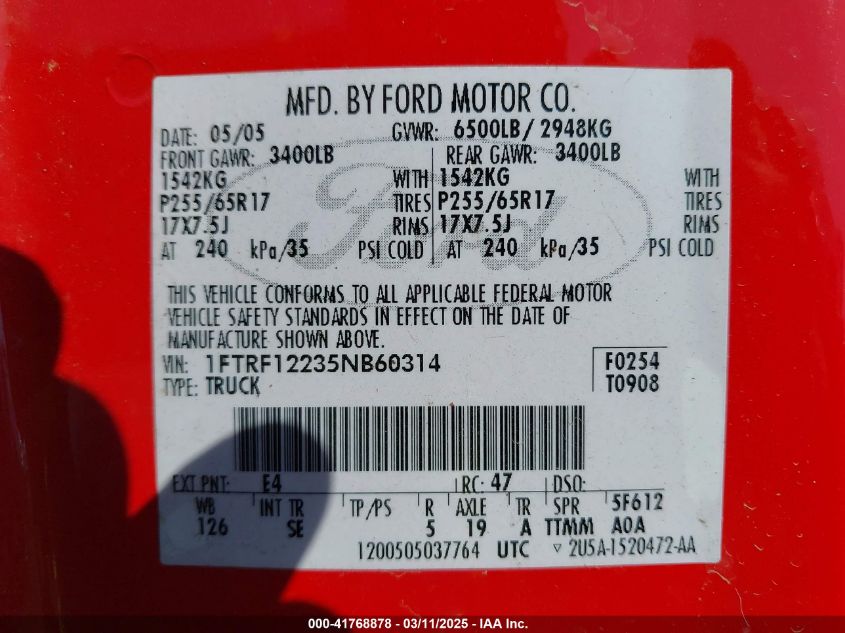 MFD. BY FORD MOTOR CO.
DATE: 05/05 GVWR: 6500LB/2948KG
FRONT GAWR: 3400LB REAR GAWR: 3400LB
1542KG WITH 1542KG WITH
P255/65R17 TIRES P255/65R17 TIRES
17X7.5J RIMS 17X7.5J RIMS
AT 240 kPa/35 PSI COLD AT 240 kPa/35 PSI COLD
Ford
THIS VEHICLE CONFORMS TO ALL APPLICABLE FEDERAL MOTOR
VEHICLE SAFETY STANDARDS IN EFFECT ON THE DATE OF
MANUFACTURE SHOWN ABOVE.
VIN: 1FTRF12235NB60314 F0254
TYPE: TRUCK T0908
EXT PNT: E4 RC: 47 DSO:
WB INT TR TP/PS R AXLE TR SPR 5F612
126 SE 5 19 A TTMM A0A
1200505037764 UTC ▽ 2U5A-1520472-AA
000-41768878 - 03/11/2025 - IAA Inc.